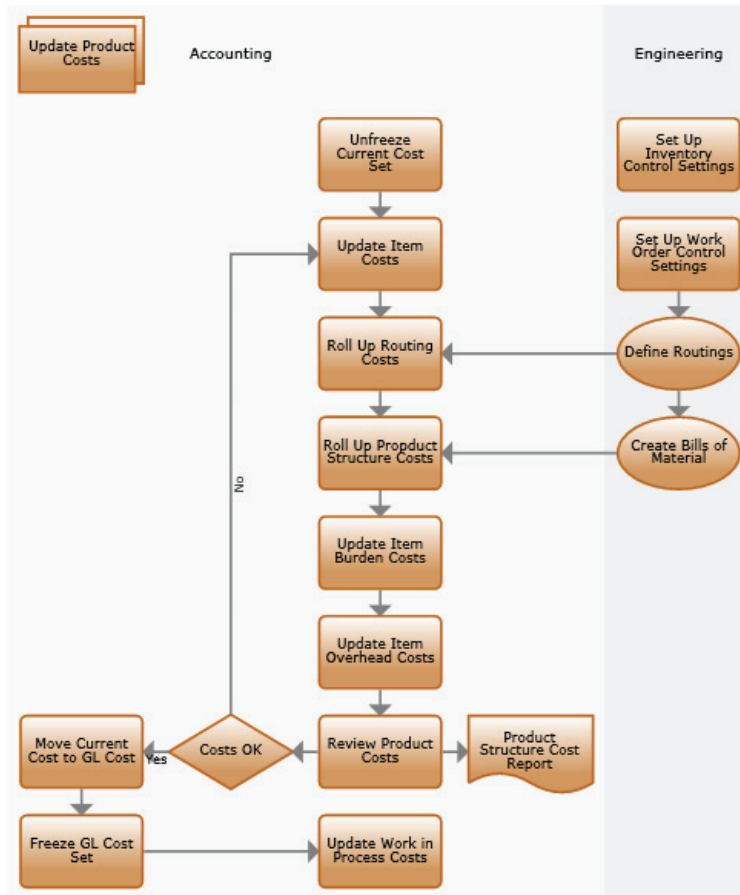 Update Product
Costs
Accounting
Engineering
Unfreeze
Current Cost
Set
Set Up
Inventory
Control Settings
Update Item
Costs
Set Up Work
Order Control
Settings
Roll Up Routing
Costs
Define Routings
Roll Up Propduct
Structure Costs
Create Bills of
Material
No
Update Item
Burden Costs
Update Item
Overhead Costs
Move Current
Cost to GL Cost
Yes
Costs OK
Review Product
Costs
Product
Structure Cost
Report
Freeze GL Cost
Set
Update Work in
Process Costs